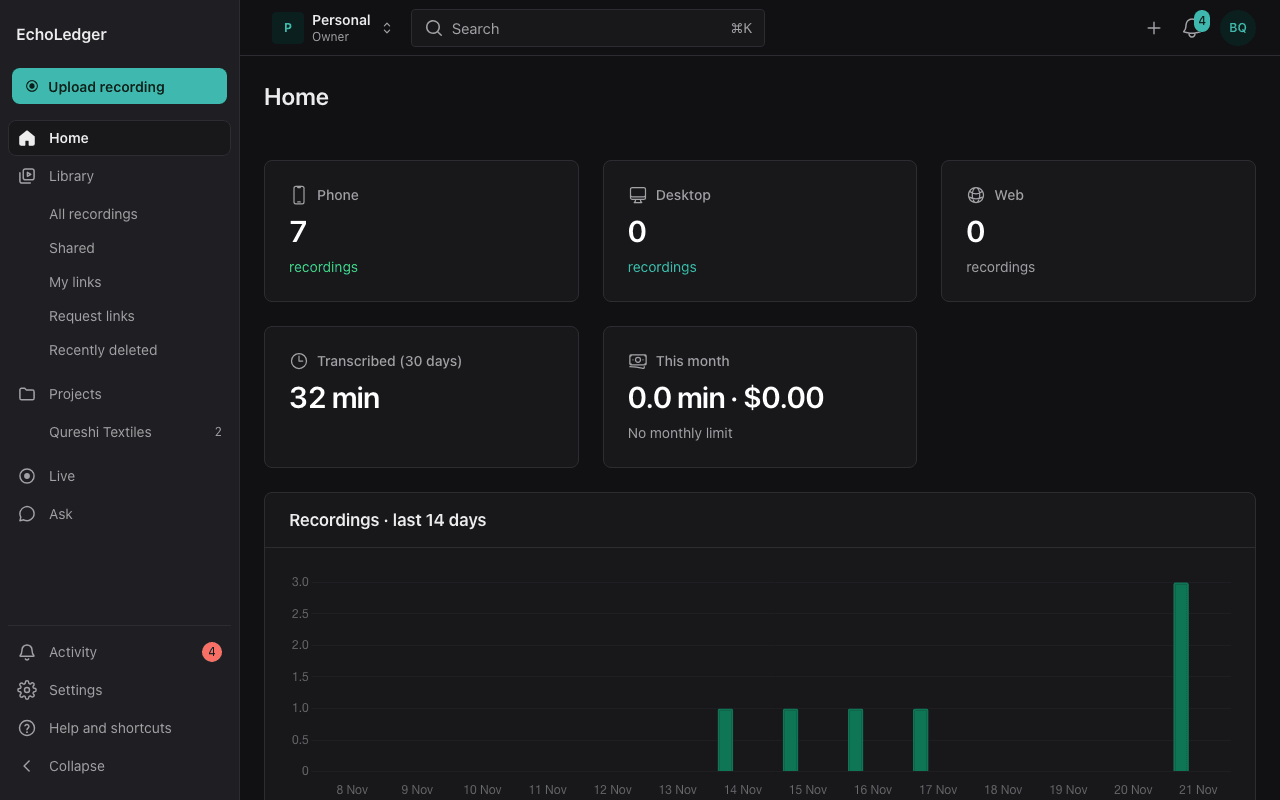 EchoLedger
Upload recording
Home
Library
All recordings
Shared
My links
Request links
Recently deleted
Projects
Qureshi Textiles 2
Live
Ask
Activity 4
Settings
Help and shortcuts
Collapse
P Personal
Owner
Search ⌘K
4
BQ
Home
Phone
7
recordings
Desktop
0
recordings
Web
0
recordings
Transcribed (30 days)
32 min
This month
0.0 min · $0.00
No monthly limit
Recordings · last 14 days
3.0
2.5
2.0
1.5
1.0
0.5
0
8 Nov 9 Nov 10 Nov 11 Nov 12 Nov 13 Nov 14 Nov 15 Nov 16 Nov 17 Nov 18 Nov 19 Nov 20 Nov 21 Nov